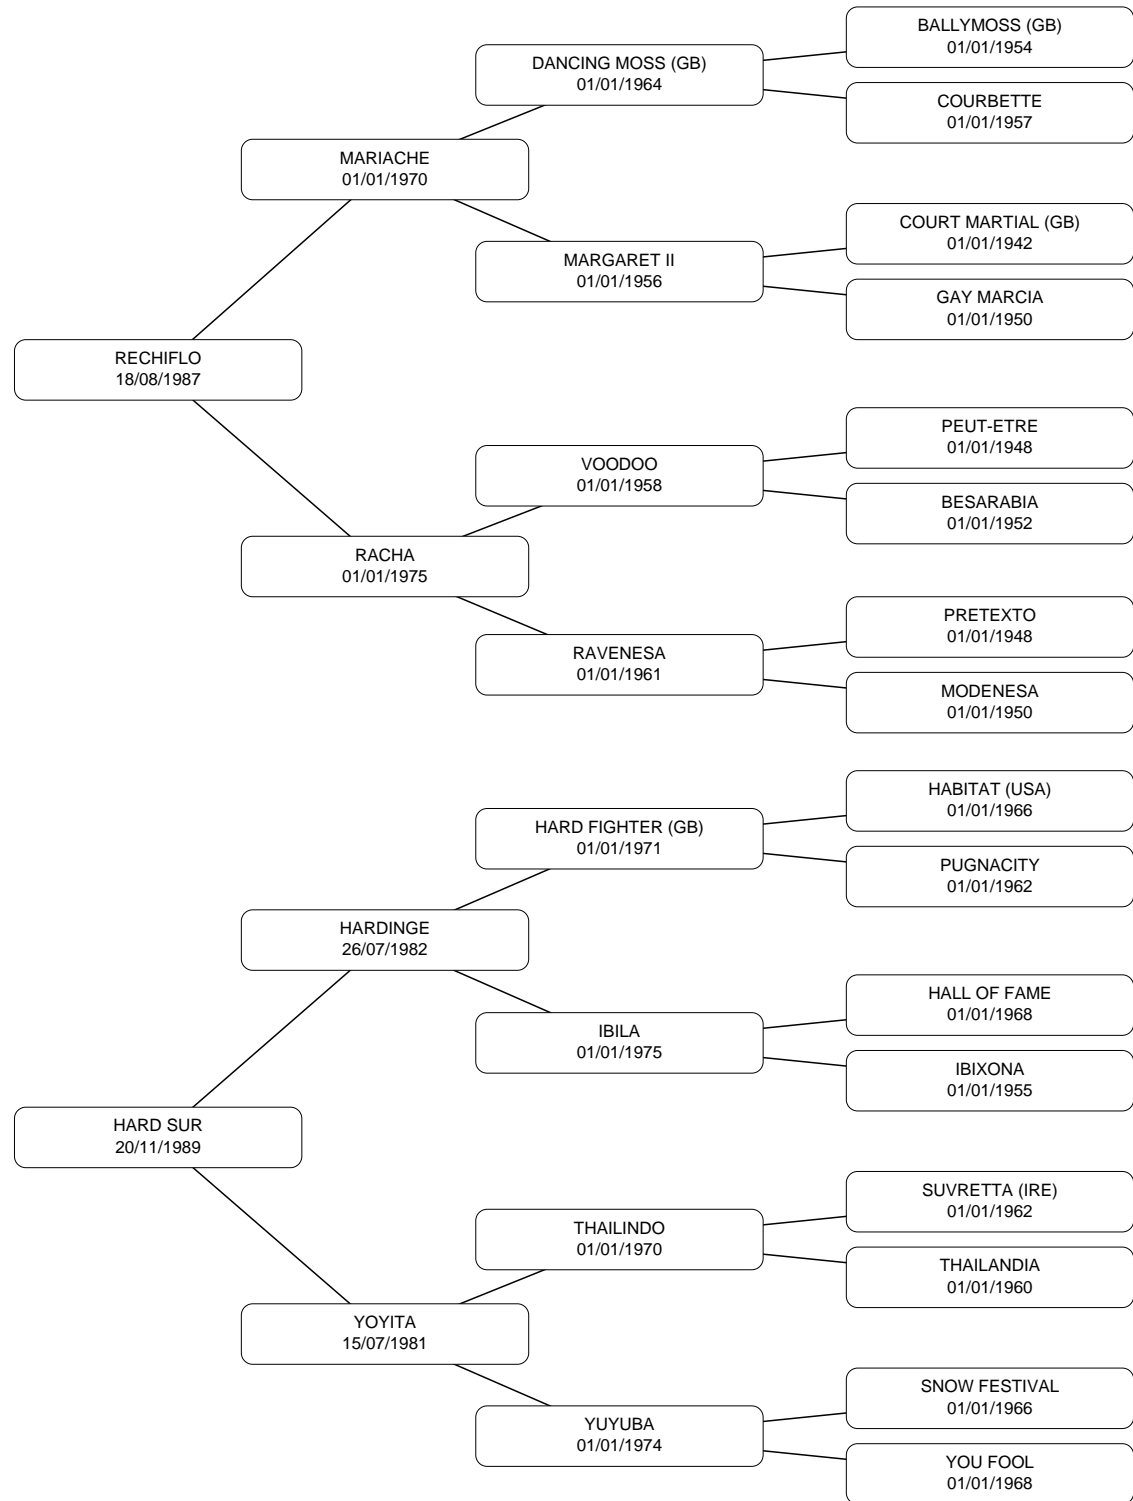 BALLYMOSS (GB)
01/01/1954
DANCING MOSS (GB)
01/01/1964
COURBETTE
01/01/1957
MARIACHE
01/01/1970
COURT MARTIAL (GB)
01/01/1942
MARGARET II
01/01/1956
GAY MARCIA
01/01/1950
RECHIFLO
18/08/1987
PEUT-ETRE
01/01/1948
VOODOO
01/01/1958
BESARABIA
01/01/1952
RACHA
01/01/1975
PRETEXTO
01/01/1948
RAVENESA
01/01/1961
MODENESA
01/01/1950
HABITAT (USA)
01/01/1966
HARD FIGHTER (GB)
01/01/1971
PUGNACITY
01/01/1962
HARDINGE
26/07/1982
HALL OF FAME
01/01/1968
IBILA
01/01/1975
IBIXONA
01/01/1955
HARD SUR
20/11/1989
SUVRETTA (IRE)
01/01/1962
THAILINDO
01/01/1970
THAILANDIA
01/01/1960
YOYITA
15/07/1981
SNOW FESTIVAL
01/01/1966
YUYUBA
01/01/1974
YOU FOOL
01/01/1968